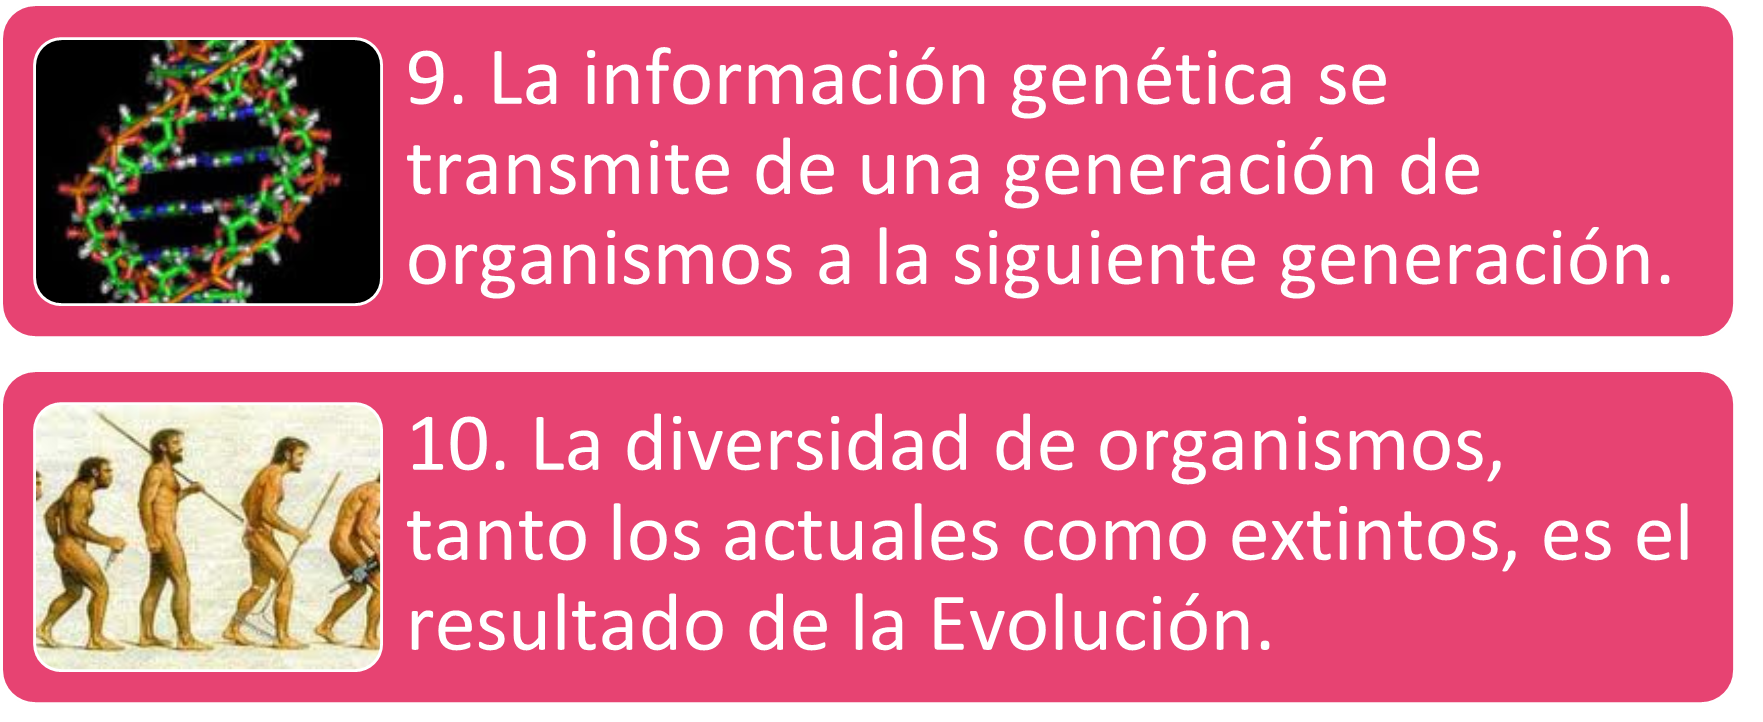 9. La información genética se
transmite de una generación de
organismos a la siguiente generación.
10. La diversidad de organismos,
tanto los actuales como extintos, es el
resultado de la Evolución.